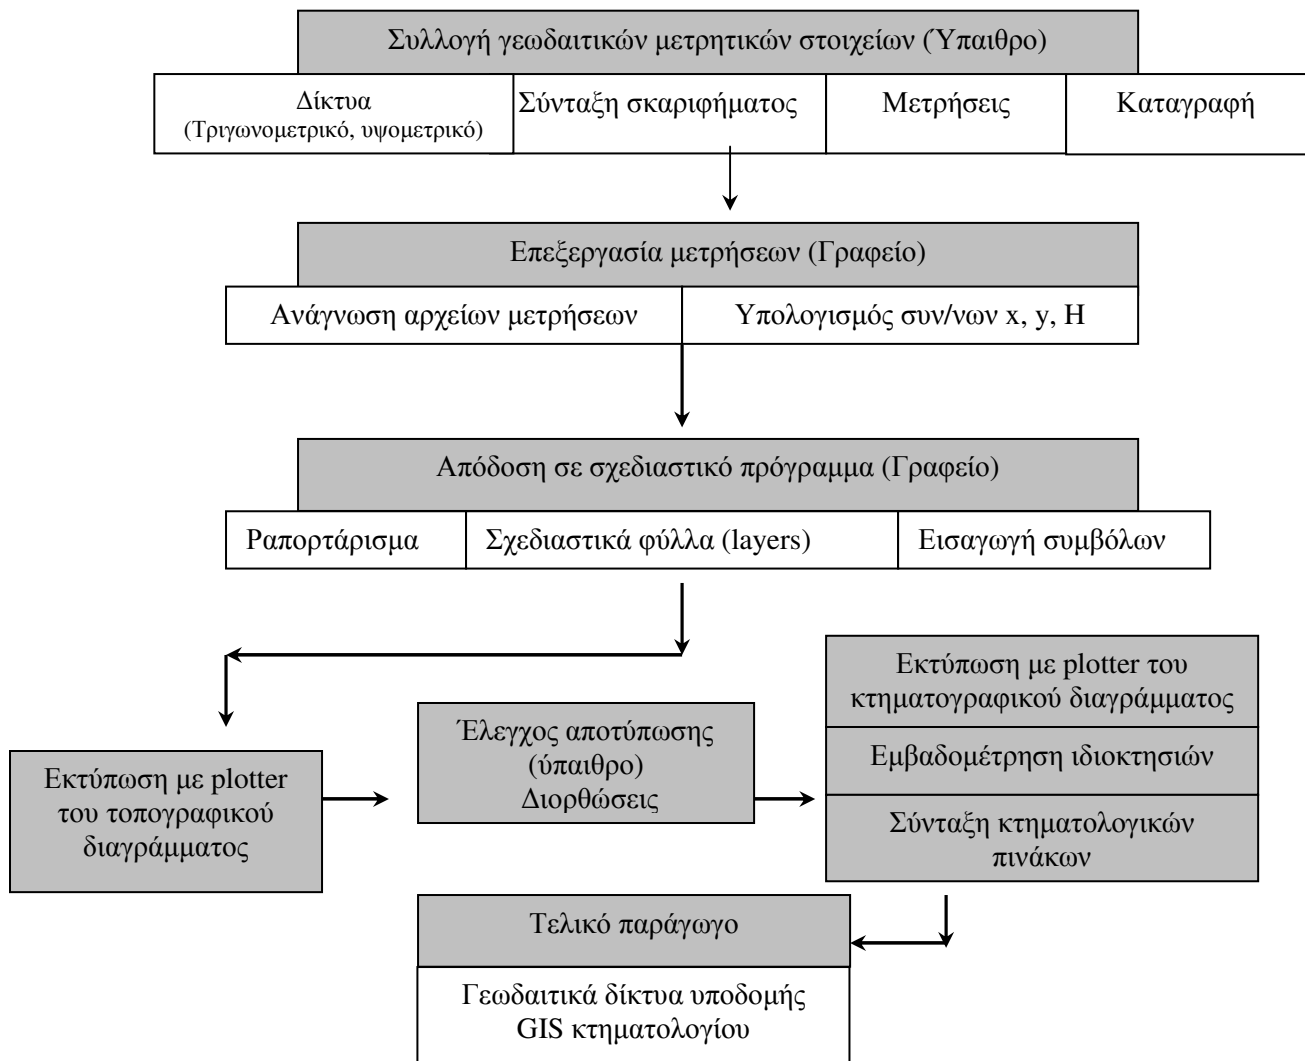 Συλλογή γεωδαιτικών μετρητικών στοιχείων (Ύπαιθρο)
Δίκτυα
(Τριγωνομετρικό, υψομετρικό)
Σύνταξη σκαριφήματος
Μετρήσεις
Καταγραφή
Επεξεργασία μετρήσεων (Γραφείο)
Ανάγνωση αρχείων μετρήσεων
Υπολογισμός συν/νων x, y, H
Απόδοση σε σχεδιαστικό πρόγραμμα (Γραφείο)
Ραπορτάρισμα
Σχεδιαστικά φύλλα (layers)
Εισαγωγή συμβόλων
Εκτύπωση με plotter
του τοπογραφικού
διαγράμματος
Έλεγχος αποτύπωσης
(ύπαιθρο)
Διορθώσεις
Εκτύπωση με plotter του
κτηματογραφικού διαγράμματος
Εμβαδομέτρηση ιδιοκτησιών
Σύνταξη κτηματολογικών
πινάκων
Τελικό παράγωγο
Γεωδαιτικά δίκτυα υποδομής
GIS κτηματολογίου